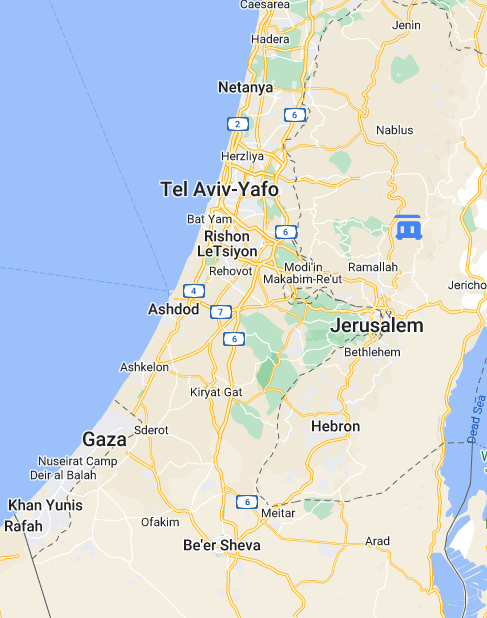 Caesarea
Jenin
Hadera
Netanya
6
2
Nablus
Herzliya
Tel Aviv-Yafo
Bat Yam
6
Rishon
LeTsiyon
Rehovot
Modi'in
Makabim-Re'ut
Ramallah
Jericho
4
Ashdod
7
Jerusalem
6
Bethlehem
Ashkelon
Kiryat Gat
Dead Sea
Sderot
Hebron
Gaza
Nuseirat Camp
Deir al Balah
Khan Yunis
6
Meitar
Rafah
Ofakim
Be'er Sheva
Arad